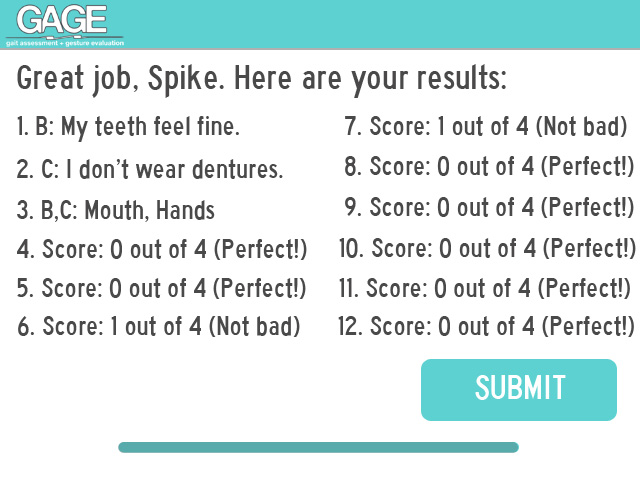 GAGE
gait assessment + gesture evaluation
Great job, Spike. Here are your results:
1. B: My teeth feel fine.
2. C: I don't wear dentures.
3. B,C: Mouth, Hands
4. Score: 0 out of 4 (Perfect!)
5. Score: 0 out of 4 (Perfect!)
6. Score: 1 out of 4 (Not bad)
7. Score: 1 out of 4 (Not bad)
8. Score: 0 out of 4 (Perfect!)
9. Score: 0 out of 4 (Perfect!)
10. Score: 0 out of 4 (Perfect!)
11. Score: 0 out of 4 (Perfect!)
12. Score: 0 out of 4 (Perfect!)
SUBMIT